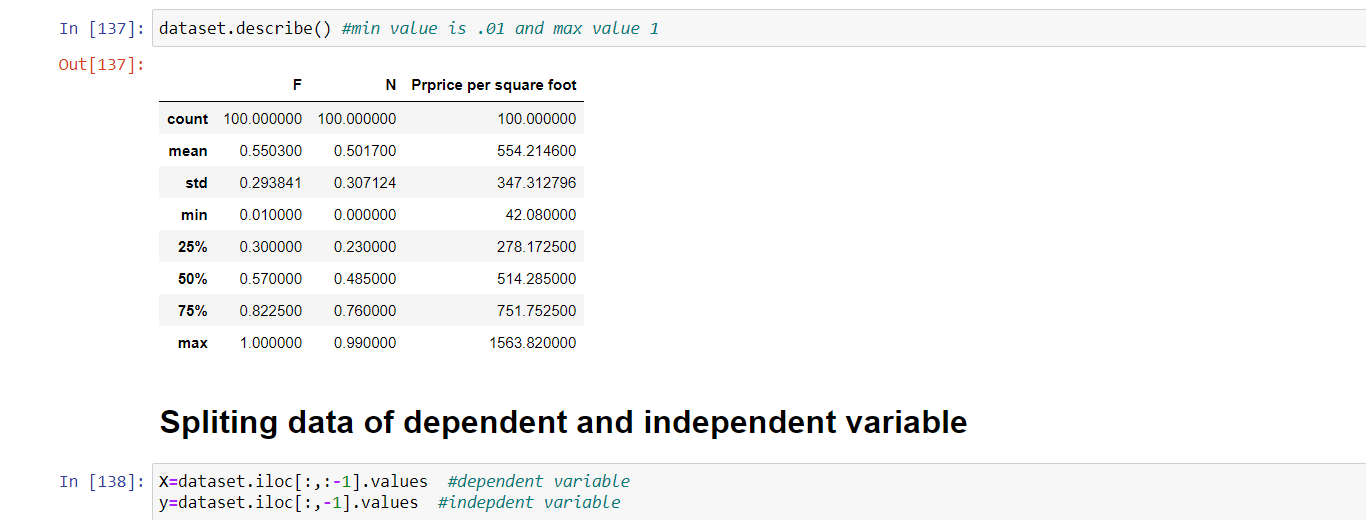 In [137]: dataset.describe() #min value is .01 and max value 1
Out[137]:
F N Prprice per square foot
count 100.000000 100.000000 100.000000
mean 0.550300 0.501700 554.214600
std 0.293841 0.307124 347.312796
min 0.010000 0.000000 42.080000
25% 0.300000 0.230000 278.172500
50% 0.570000 0.485000 514.285000
75% 0.822500 0.760000 751.752500
max 1.000000 0.990000 1563.820000
Spliting data of dependent and independent variable
In [138]: X=dataset.iloc[:,:-1].values #dependent variable
y=dataset.iloc[:,-1].values #indepdent variable